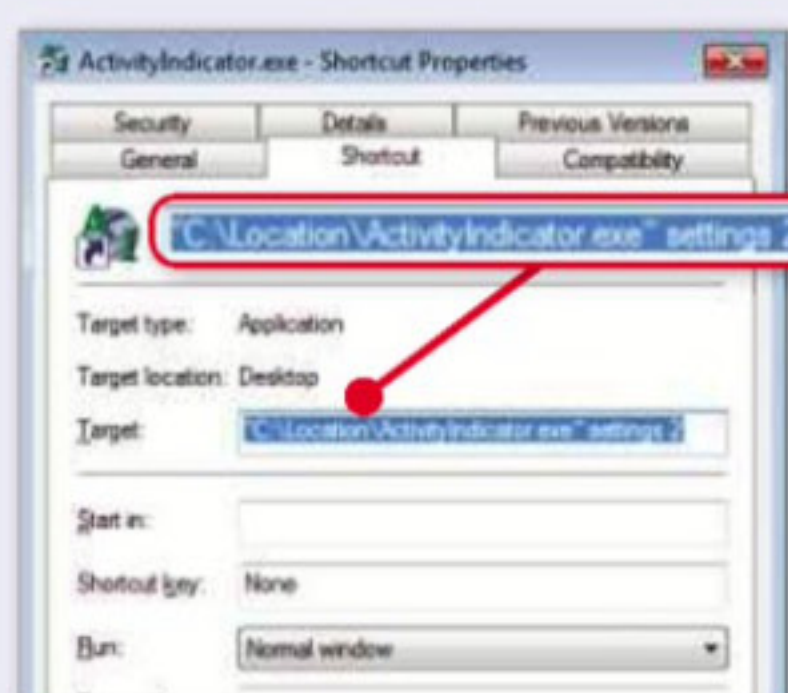 ActivityIndicator.exe - Shortcut Properties
Security Details Previous Versions
General Shortcut Compatibility
"C:\Location\ActivityIndicator.exe" settings 2
Target type: Application
Target location: Desktop
Target: "C:\Location\ActivityIndicator.exe" settings 2
Start in:
Shortcut key: None
Run: Normal window